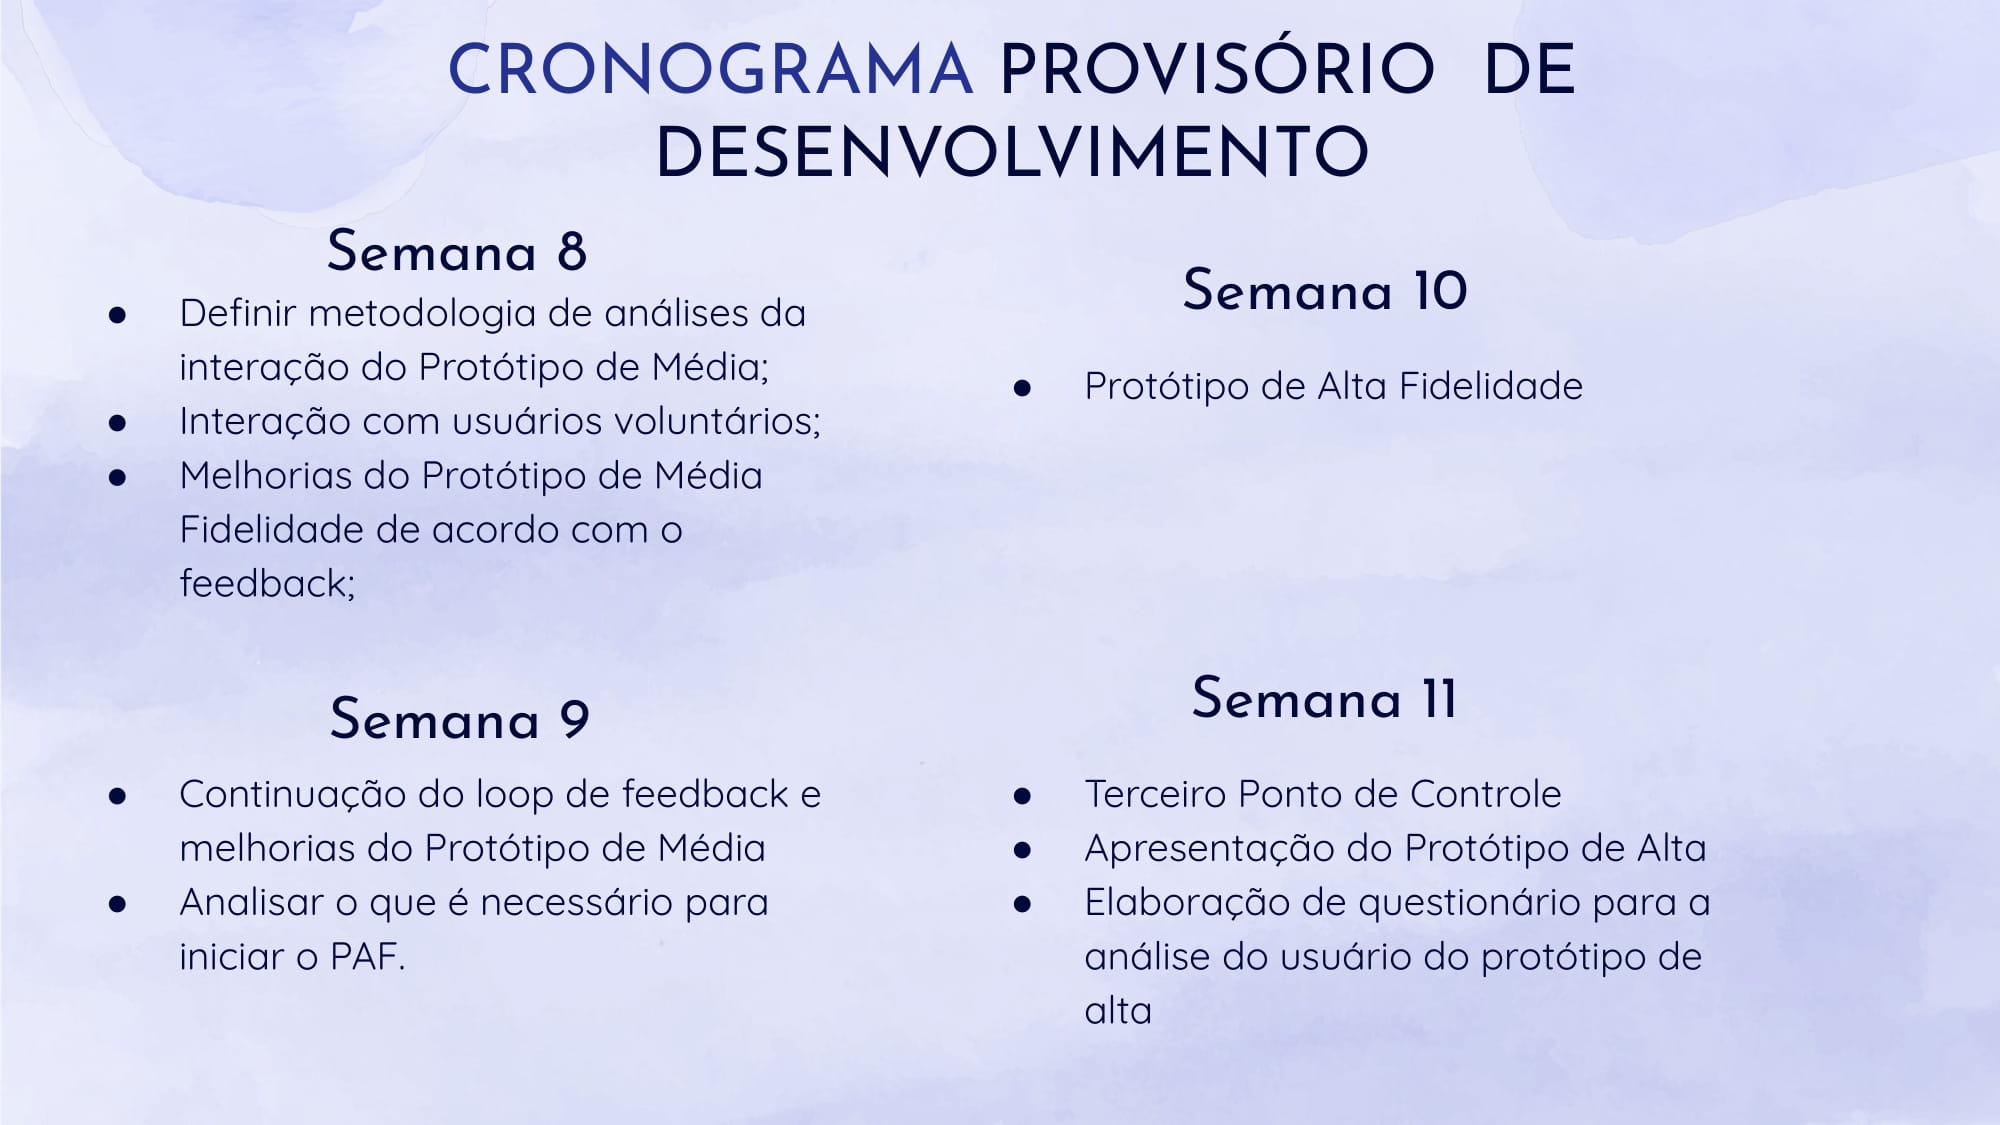 CRONOGRAMA PROVISÓRIO DE
DESENVOLVIMENTO
Semana 8
● Definir metodologia de análises da
interação do Protótipo de Média;
● Interação com usuários voluntários;
● Melhorias do Protótipo de Média
Fidelidade de acordo com o
feedback;
Semana 9
● Continuação do loop de feedback e
melhorias do Protótipo de Média
● Analisar o que é necessário para
iniciar o PAF.
Semana 10
● Protótipo de Alta Fidelidade
Semana 11
● Terceiro Ponto de Controle
● Apresentação do Protótipo de Alta
● Elaboração de questionário para a
análise do usuário do protótipo de
alta